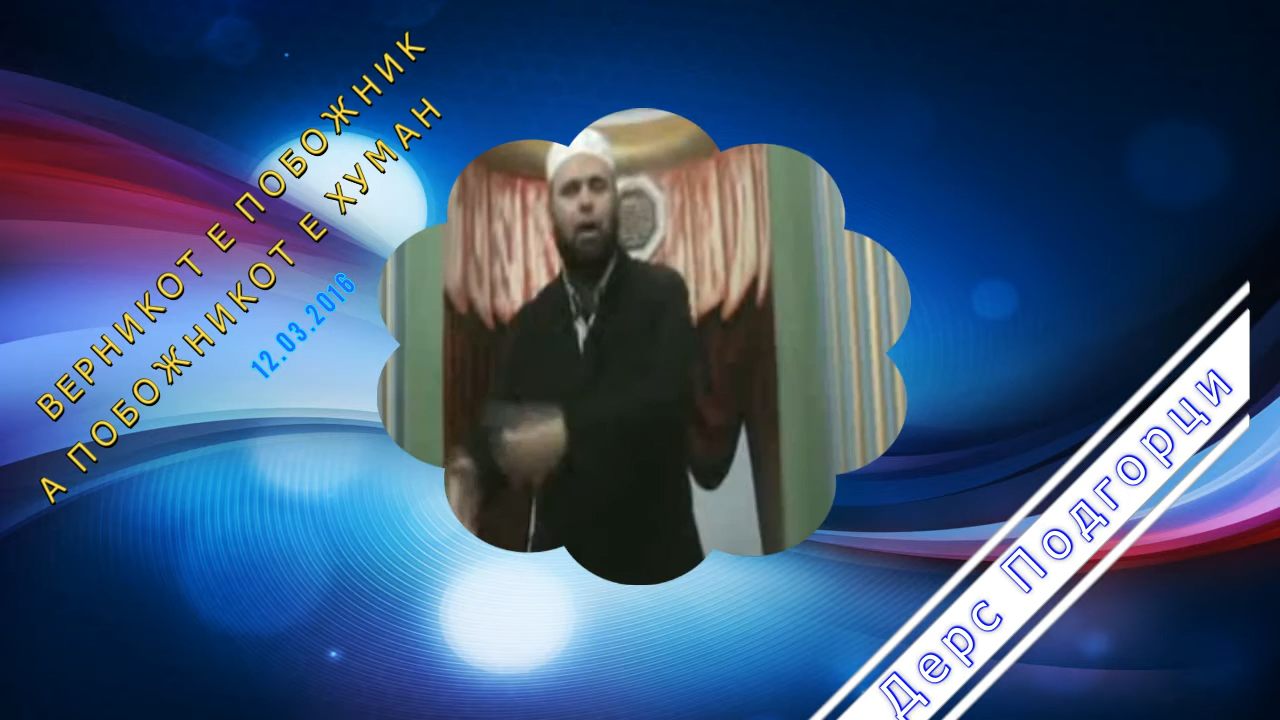 ВЕРНИКОТ Е ПОБОЖНИК
А ПОБОЖНИКОТ Е ХУМАН
12.03.2016
Дерс Подгорци